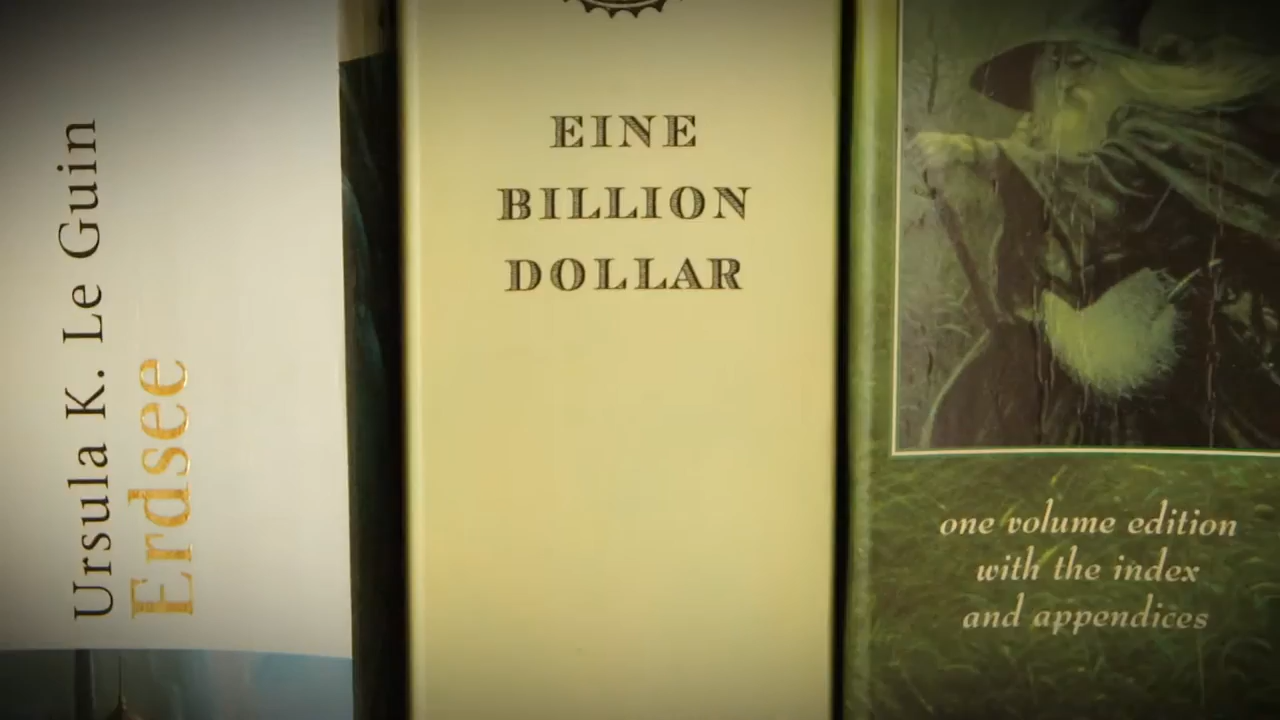 Ursula K. Le Guin
Erdsee
EINE
BILLION
DOLLAR
one volume edition
with the index
and appendices